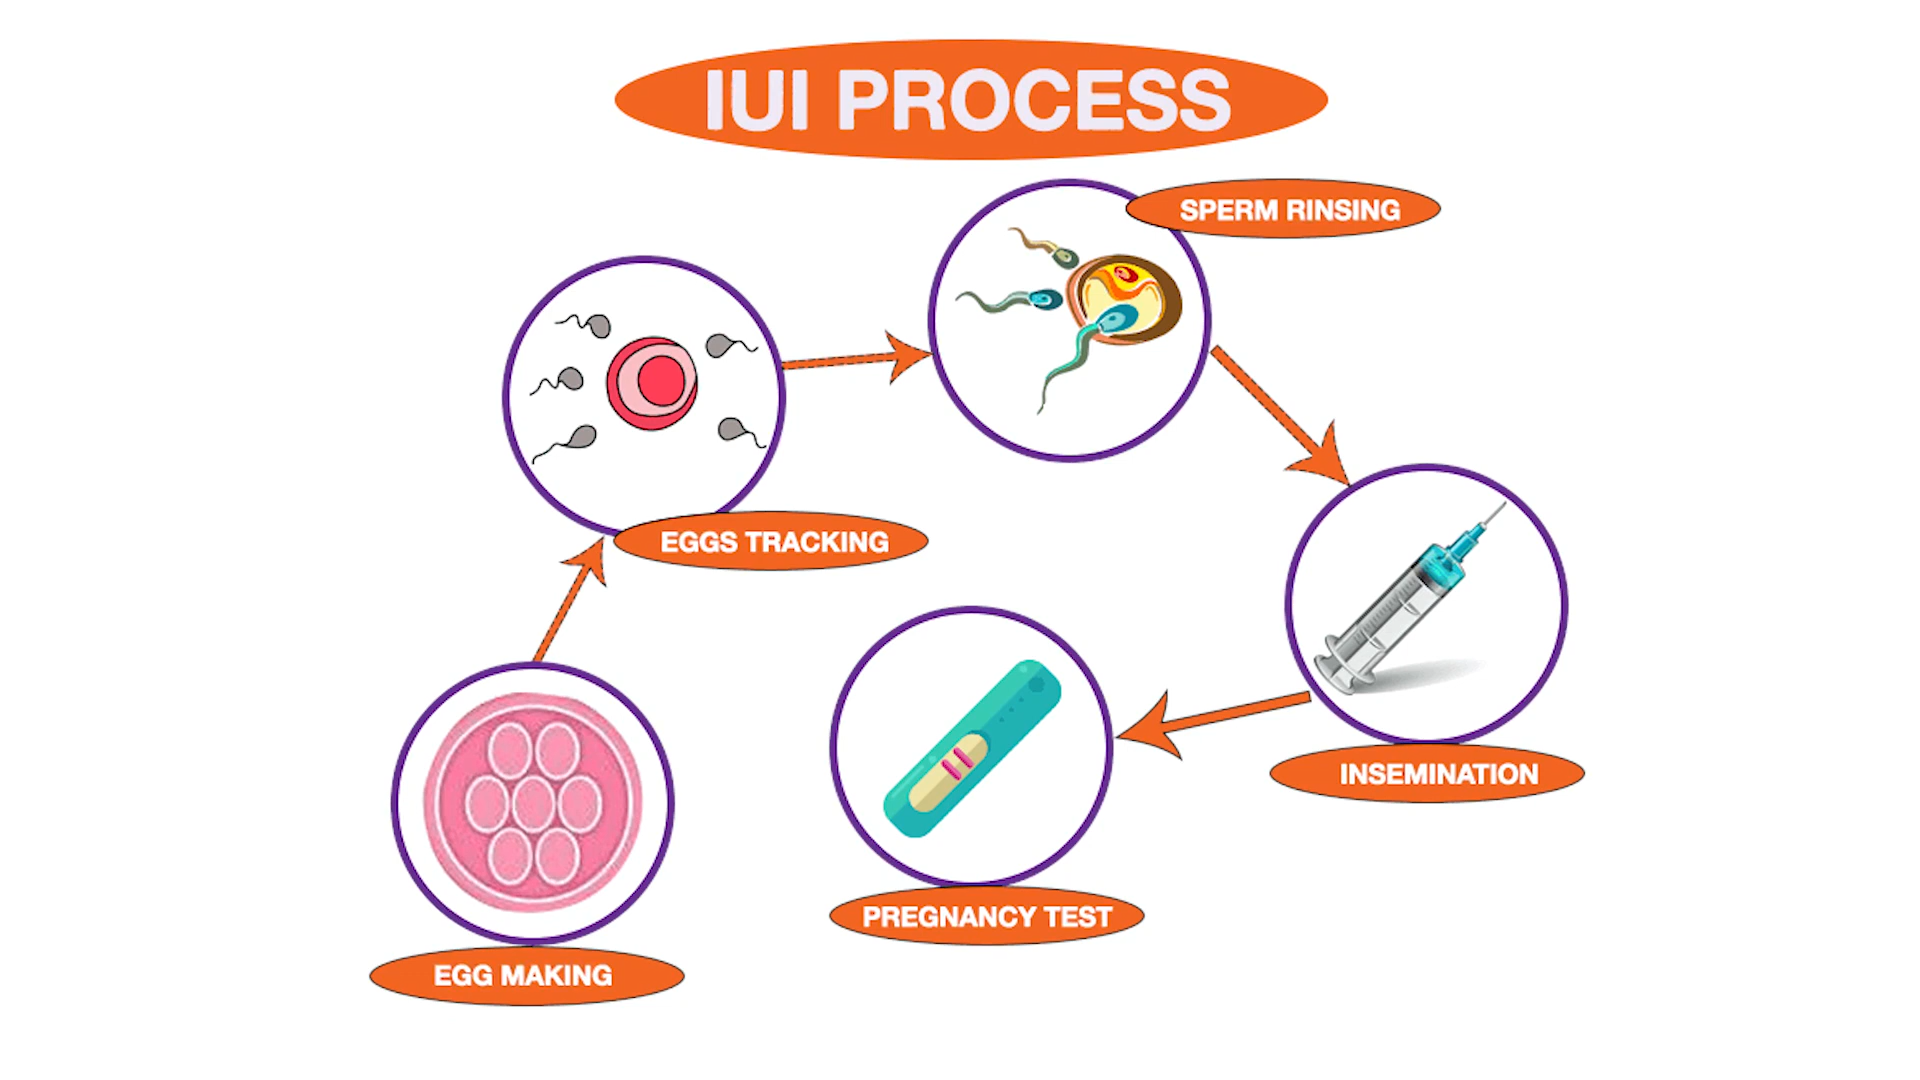 IUI PROCESS
SPERM RINSING
EGGS TRACKING
INSEMINATION
PREGNANCY TEST
EGG MAKING